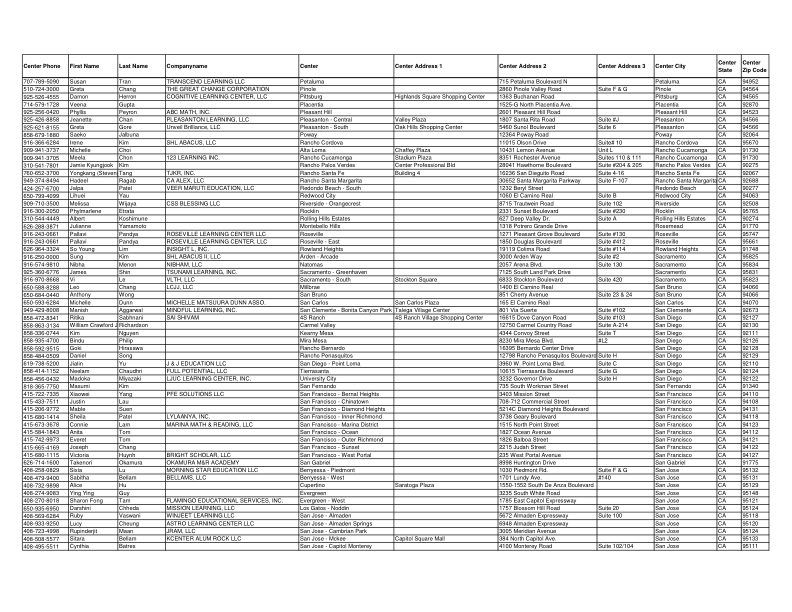 Center Phone First Name Last Name Companyname Center Center Address 1 Center Address 2 Center Address 3 Center City Center State Center Zip Code
707-789-5090 Susan Tran TRANSCEND LEARNING LLC Petaluma 715 Petaluma Boulevard N Petaluma CA 94952
510-724-3000 Greta Chang THE GREAT CHANGE CORPORATION Pinole 2860 Pinole Valley Road Suite F & G Pinole CA 94564
925-526-4555 Damon Herron COGNITIVE LEARNING CENTER, LLC Pittsburg Highlands Square Shopping Center 1363 Buchanan Road Pittsburg CA 94565
714-579-1728 Veena Gupta Placentia 1525-G North Placentia Ave. Placentia CA 92870
925-256-0420 Phyllis Peyron ABC MATH, INC. Pleasant Hill 2601 Pleasant Hill Road Pleasant Hill CA 94523
925-426-8858 Jeanette Chan PLEASANTON LEARNING, LLC Pleasanton - Central Valley Plaza 1807 Santa Rita Road Suite #J Pleasanton CA 94566
925-621-8155 Greta Gore Unveil Brilliance, LLC Pleasanton - South Oak Hills Shopping Center 5460 Sunol Boulevard Suite 6 Pleasanton CA 94566
858-679-1880 Saeko Jalbuna Poway 12364 Poway Road Poway CA 92064
916-366-6284 Irene Kim SHL ABACUS, LLC Rancho Cordova 11015 Olson Drive Suite# 10 Rancho Cordova CA 95670
909-941-3737 Michelle Choi Alta Loma Chaffey Plaza 10431 Lemon Avenue Unit L Rancho Cucamonga CA 91730
909-941-3705 Meela Chon 123 LEARNING INC. Rancho Cucamonga Stadium Plaza 8351 Rochester Avenue Suites 110 & 111 Rancho Cucamonga CA 91730
310-541-7801 Jamie Kyungjook Kim Rancho Palos Verdes Center Professional Bld 28041 Hawthorne Boulevard Suite #204 & 205 Rancho Palos Verdes CA 90275
760-652-3700 Yongkang (Steven Tang TJKR, INC. Rancho Santa Fe Building 4 16236 San Dieguito Road Suite 4-16 Rancho Santa Fe CA 92067
949-374-8494 Hadeel Ragab CA ALEX, LLC Rancho Santa Margarita 30652 Santa Margarita Parkway Suite F-107 Rancho Santa Margarita CA 92688
424-257-6700 Jalpa Patel VEER MARUTI EDUCATION, LLC Redondo Beach - South 1232 Beryl Street Redondo Beach CA 90277
650-799-4099 Lihuei Yau Redwood City 1060 El Camino Real Suite B Redwood City CA 94063
909-710-3500 Melissa Wijaya CSS BLESSING LLC Riverside - Orangecrest 8715 Trautwein Road Suite 102 Riverside CA 92508
916-300-2050 Phylmarlene Etrata Rocklin 2331 Sunset Boulevard Suite #230 Rocklin CA 95765
310-544-4449 Albert Koshimune Rolling Hills Estates 627 Deep Valley Dr. Suite A Rolling Hills Estates CA 90274
626-288-3871 Julianne Yamamoto Montebello Hills 1318 Potrero Grande Drive Rosemead CA 91770
916-243-0661 Pallavi Pandya ROSEVILLE LEARNING CENTER LLC Roseville 1271 Pleasant Grove Boulevard Suite #130 Roseville CA 95747
916-243-0661 Pallavi Pandya ROSEVILLE LEARNING CENTER LLC Roseville - East 1850 Douglas Boulevard Suite #412 Roseville CA 95661
626-964-3324 So Young Lim INSIGHT L, INC. Rowland Heights 19119 Colima Road Suite #114 Rowland Heights CA 91748
916-250-0000 Sung Kim SHL ABACUS II, LLC Arden - Arcade 3000 Arden Way Suite #2 Sacramento CA 95825
916-574-9810 Nibha Menon NIBHAM, LLC Natomas 2057 Arena Blvd. Suite 130 Sacramento CA 95834
925-360-6776 James Shin TSUNAMI LEARNING, INC. Sacramento - Greenhaven 7125 South Land Park Drive Sacramento CA
916-970-8668 Vi Le VLTH, LLC Sacramento - South Stockton Square 6833 Stockton Boulevard Suite 420 Sacramento CA 95823
650-588-8288 Leo Chang LCJJ, LLC Millbrae 1400 El Camino Real San Bruno CA 94066
650-684-0440 Anthony Wong San Bruno 851 Cherry Avenue Suite 23 & 24 San Bruno CA 94066
650-593-6284 Michelle Dunn MICHELLE MATSUURA DUNN ASSO. San Carlos San Carlos Plaza 165 El Camino Real San Carlos CA 94070
949-429-8008 Manish Aggarwal MINDFUL LEARNING, INC. San Clemente - Bonita Canyon Park Talega Village Center 801 Via Suerte Suite #102 San Clemente CA 92673
858-472-4341 Ritika Sabhnani SAI SHIVAM 4S Ranch 4S Ranch Village Shopping Center 16615 Dove Canyon Road Suite #103 San Diego CA 92127
858-863-3134 William Crawford J Richardson Carmel Valley 12750 Carmel Country Road Suite A-214 San Diego CA 92130
858-336-0744 Kyung Kim Kearny Mesa 4344 Convoy Street Suite T San Diego CA 92111
858-935-4700 Bindu Philip Mira Mesa 8230 Mira Mesa Blvd. #L2 San Diego CA 92126
858-592-9515 Goki Hirasawa Rancho Bernardo 16395 Bernardo Center Drive San Diego CA 92128
858-484-0509 Daniel Song Rancho Penasquitos 12798 Rancho Penasquitos Boulevard Suite H San Diego CA 92129
619-738-5200 Jialin Yu J & J EDUCATION LLC San Diego - Point Loma 3960 W. Point Loma Blvd. Suite C San Diego CA 92110
858-414-1152 Neelam Chaudhri FULL POTENTIAL, LLC Tierrasanta 10615 Tierrasanta Boulevard Suite G San Diego CA 92124
858-456-0432 Madoka Miyazaki LJUC LEARNING CENTER, INC. University City 3232 Governor Drive Suite H San Diego CA 92122
818-365-7750 Masumi Kim San Fernando 735 South Workman Street San Fernando CA 91340
415-722-7335 Xiaowei Yang PFE SOLUTIONS LLC San Francisco - Bernal Heights 3403 Mission Street San Francisco CA 94110
415-433-7511 Justin Lau San Francisco - Chinatown 708-712 Commercial Street San Francisco CA 94108
415-206-9772 Mable Suen San Francisco - Diamond Heights 5214C Diamond Heights Boulevard San Francisco CA 94131
415-680-1414 Sheila Patel LYLAANYA, INC. San Francisco - Inner Richmond 3738 Geary Boulevard San Francisco CA 94118
415-673-3678 Connie Lam MARINA MATH & READING, LLC San Francisco - Marina District 1515 North Point Street San Francisco CA 94123
415-584-1843 Anita Tom San Francisco - Ocean 1827 Ocean Avenue San Francisco CA 94112
415-742-9973 Everet Tom San Francisco - Outer Richmond 1826 Balboa Street San Francisco CA 94121
415-665-4169 Joseph Chang San Francisco - Sunset 2215 Judah Street San Francisco CA 94122
415-680-1115 Victoria Huynh BRIGHT SCHOLAR, LLC San Francisco - West Portal 235 West Portal Avenue San Francisco CA 94127
626-714-1600 Takenori Okamura OKAMURA M&R ACADEMY San Gabriel 8998 Huntington Drive San Gabriel CA 91775
408-258-0829 Sisia Lu MORNING STAR EDUCATION LLC Berryessa - Piedmont 1030 Piedmont Rd. Suite F & G San Jose CA 95132
408-479-9400 Sabitha Bellam BELLAMS, LLC Berryessa - West 1701 Lundy Ave. #140 San Jose CA 95131
408-732-9898 Alice Hu Cupertino Saratoga Plaza 1550-1552 South De Anza Boulevard San Jose CA 95129
408-274-9083 Ying Ying Guy Evergreen 3235 South White Road San Jose CA 95148
408-270-8018 Sharon Fong Tam FLAMINGO EDUCATIONAL SERVICES, INC. Evergreen - West 1785 East Capitol Expressway San Jose CA 95121
650-935-6950 Darshini Chheda MISSION LEARNING, LLC Los Gatos - Noddin 1757 Blossom Hill Road Suite 20 San Jose CA 95124
408-569-6284 Ruby Vaswani WINJEET LEARNING LLC San Jose - Almaden 5672 Almaden Expressway Suite 100 San Jose CA 95118
408-933-9250 Lucy Cheung ASTRO LEARNING CENTER LLC San Jose - Almaden Springs 6948 Almaden Expressway San Jose CA 95120
408-723-4998 Rupinderjit Maan JRAM, LLC San Jose - Cambrian Park 3005 Meridian Avenue San Jose CA 95124
408-508-5577 Sitara Bellam KCENTER ALUM ROCK LLC San Jose - Mckee Capitol Square Mall 384 North Capitol Ave. San Jose CA 95133
408-495-5511 Cynthia Batres San Jose - Capitol Monterey 4100 Monterey Road Suite 102/104 San Jose CA 95111